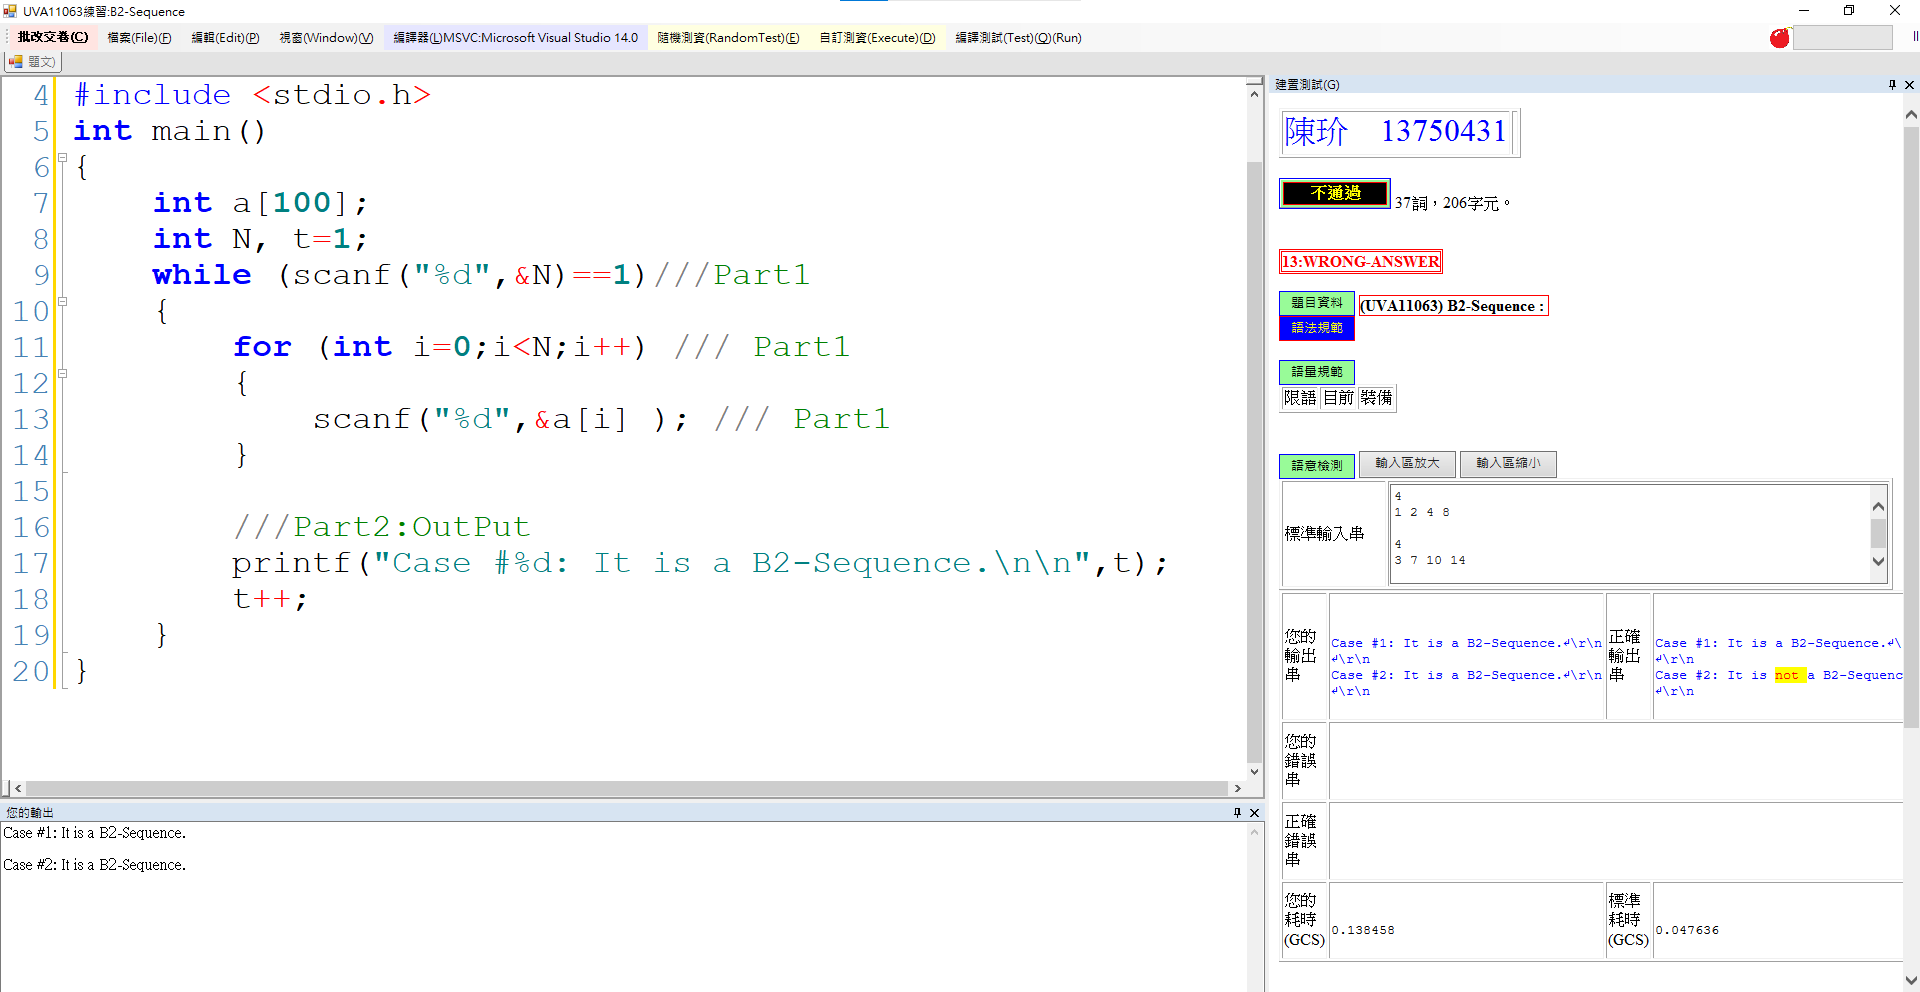 UVA11063練習:B2-Sequence
批改交卷(C) 檔案(File)(F) 編輯(Edit)(P) 視窗(Window)(V) 編譯器(L)MSVC:Microsoft Visual Studio 14.0 隨機測資(RandomTest)(E) 自訂測資(Execute)(D) 編譯測試(Test)(Q)(Run)
題文)
4 #include <stdio.h>
5 int main()
6 {
7 int a[100];
8 int N, t=1;
9 while (scanf("%d",&N)==1)///Part1
10 {
11 for (int i=0;i<N;i++) /// Part1
12 {
13 scanf("%d",&a[i] ); /// Part1
14 }
15
16 ///Part2:OutPut
17 printf("Case #%d: It is a B2-Sequence.\n\n",t);
18 t++;
19 }
20 }
您的輸出
Case #1: It is a B2-Sequence.
Case #2: It is a B2-Sequence.
建置測試(G)
陳玠 13750431
不通過 37詞，206字元。
13:WRONG-ANSWER
題目資料 (UVA11063) B2-Sequence :
語法規範
語量規範
限語 目前 裝備
語意檢測 輸入區放大 輸入區縮小
標準輸入串
4
1 2 4 8
4
3 7 10 14
您的輸出串
Case #1: It is a B2-Sequence.↲\r\n
↲\r\n
Case #2: It is a B2-Sequence.↲\r\n
↲\r\n
正確輸出串
Case #1: It is a B2-Sequence.↲\
↲\r\n
Case #2: It is not a B2-Sequenc
↲\r\n
您的錯誤串
正確錯誤串
您的耗時(GCS) 0.138458
標準耗時(GCS) 0.047636